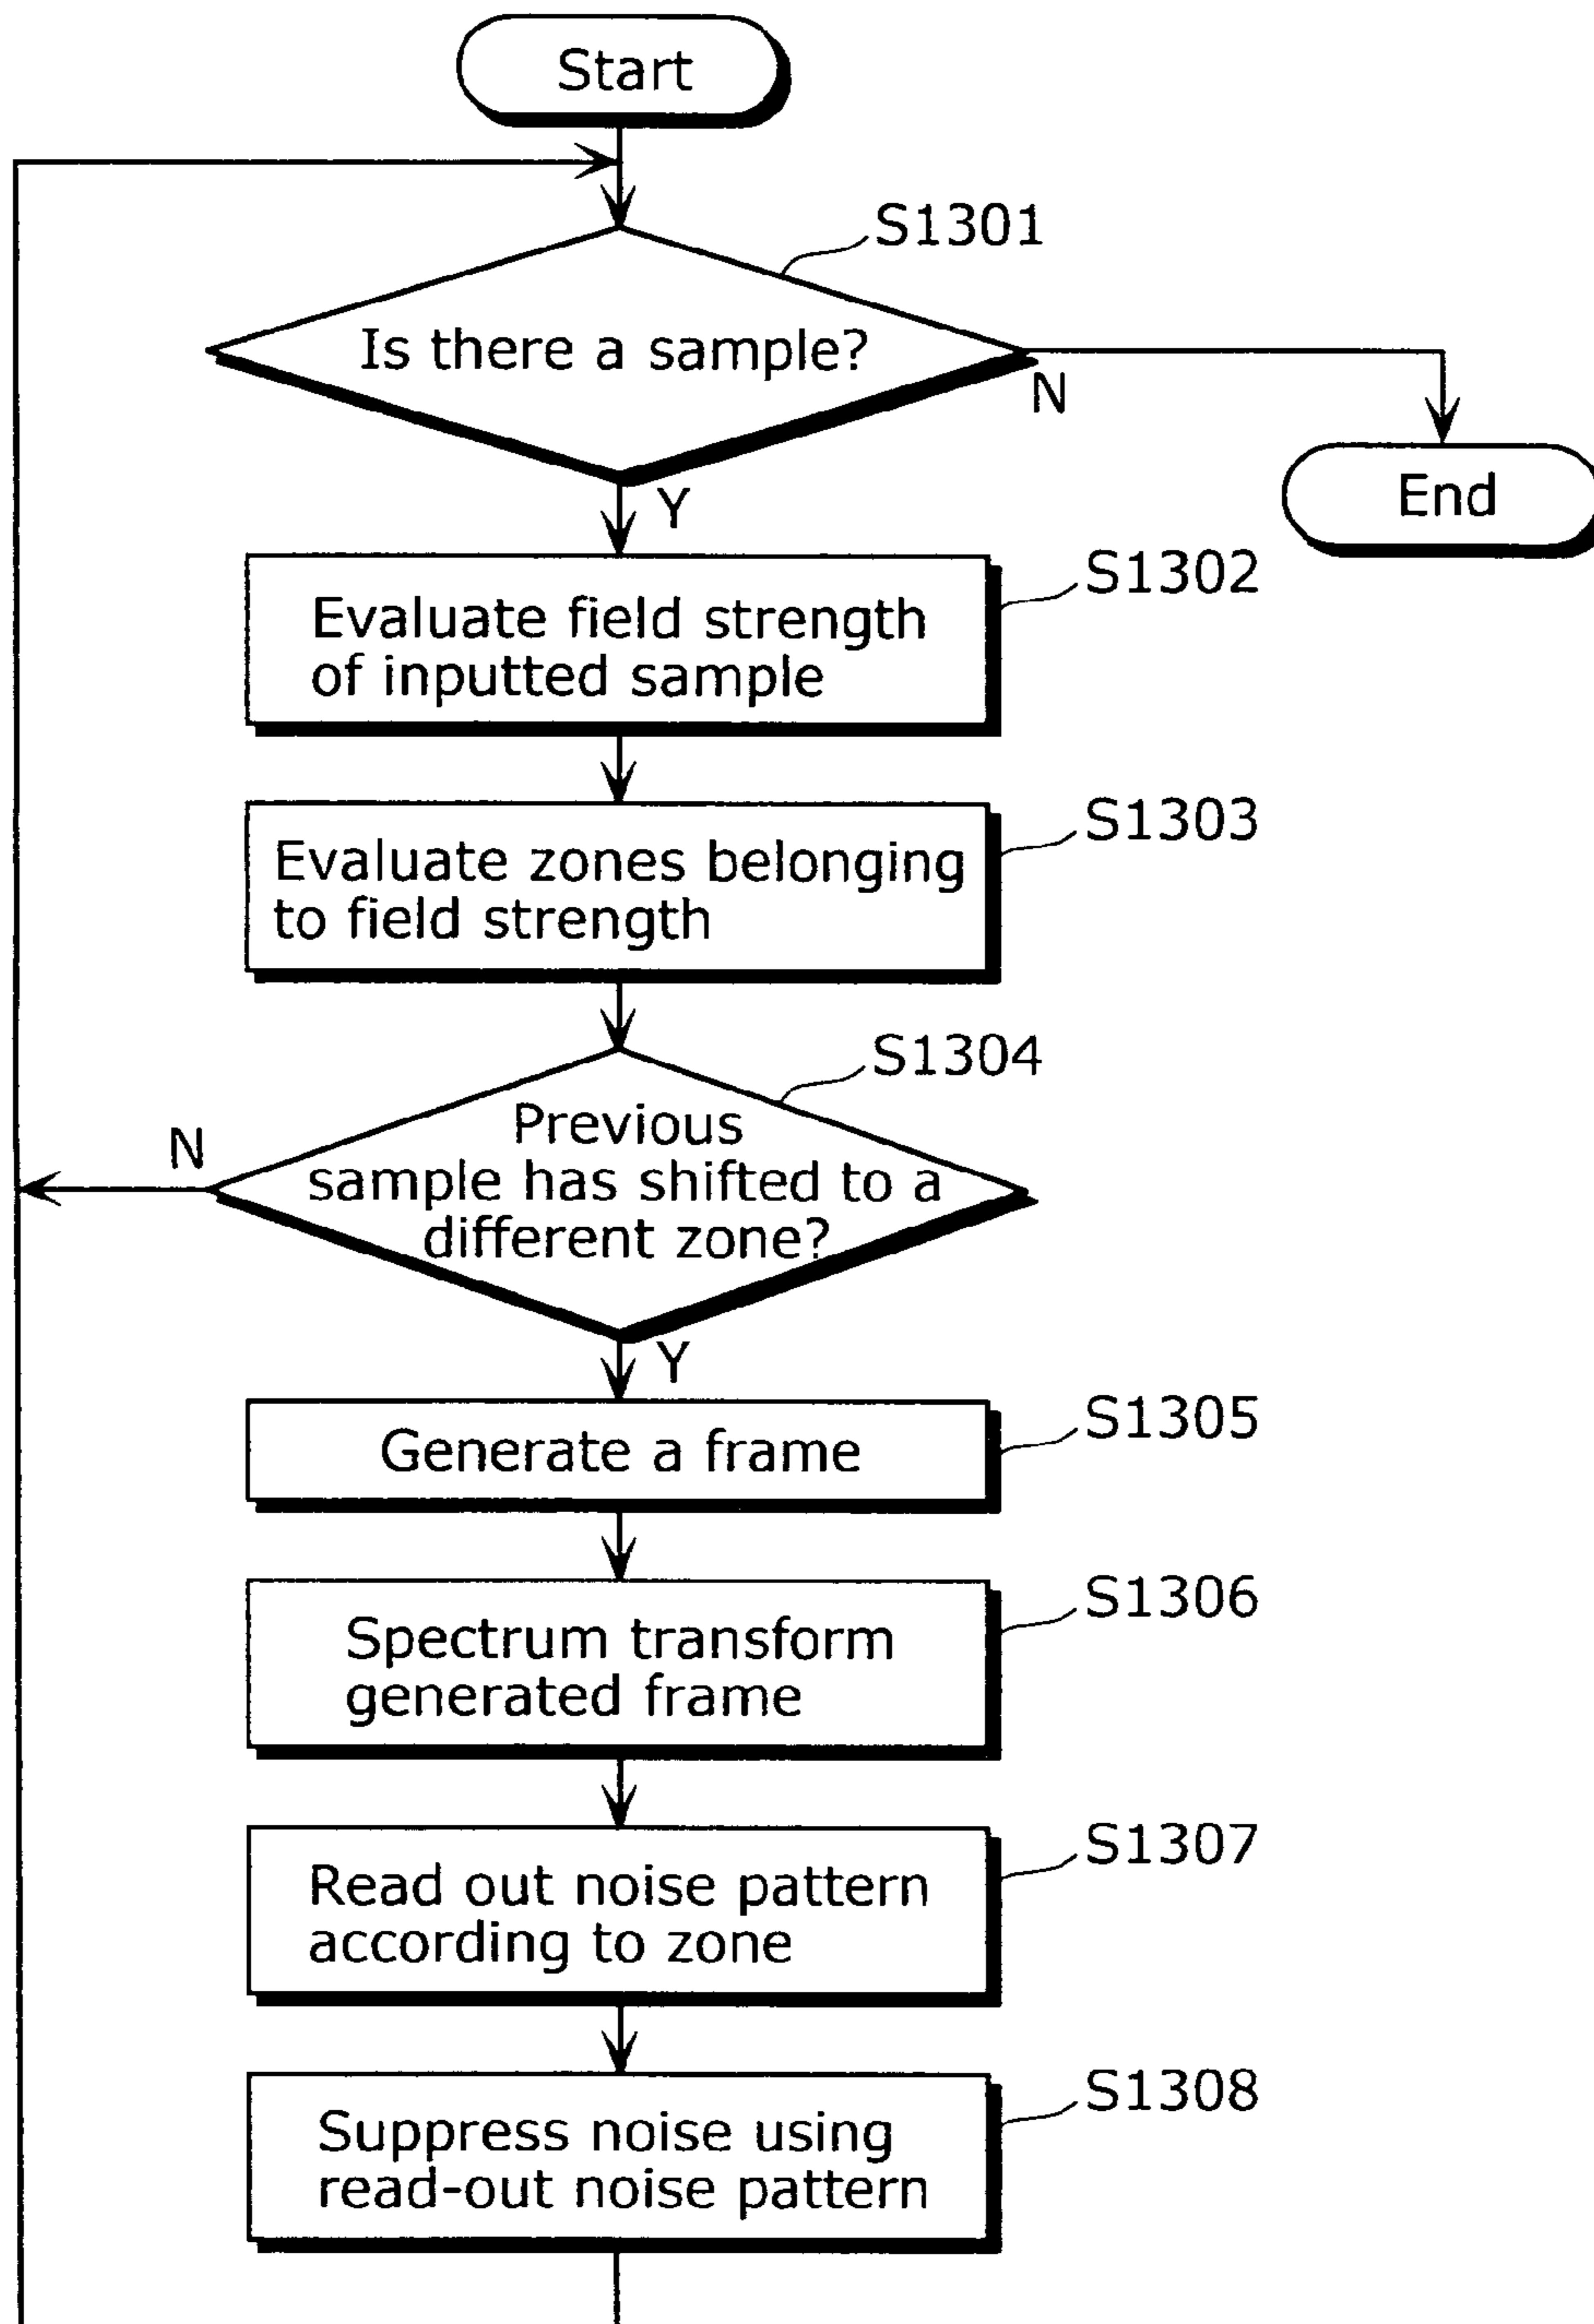 Start
S1301
Is there a sample?
N
Y
End
S1302
Evaluate field strength
of inputted sample
S1303
Evaluate zones belonging
to field strength
S1304
Previous
sample has shifted to a
different zone?
N
Y
S1305
Generate a frame
S1306
Spectrum transform
generated frame
S1307
Read out noise pattern
according to zone
S1308
Suppress noise using
read-out noise pattern